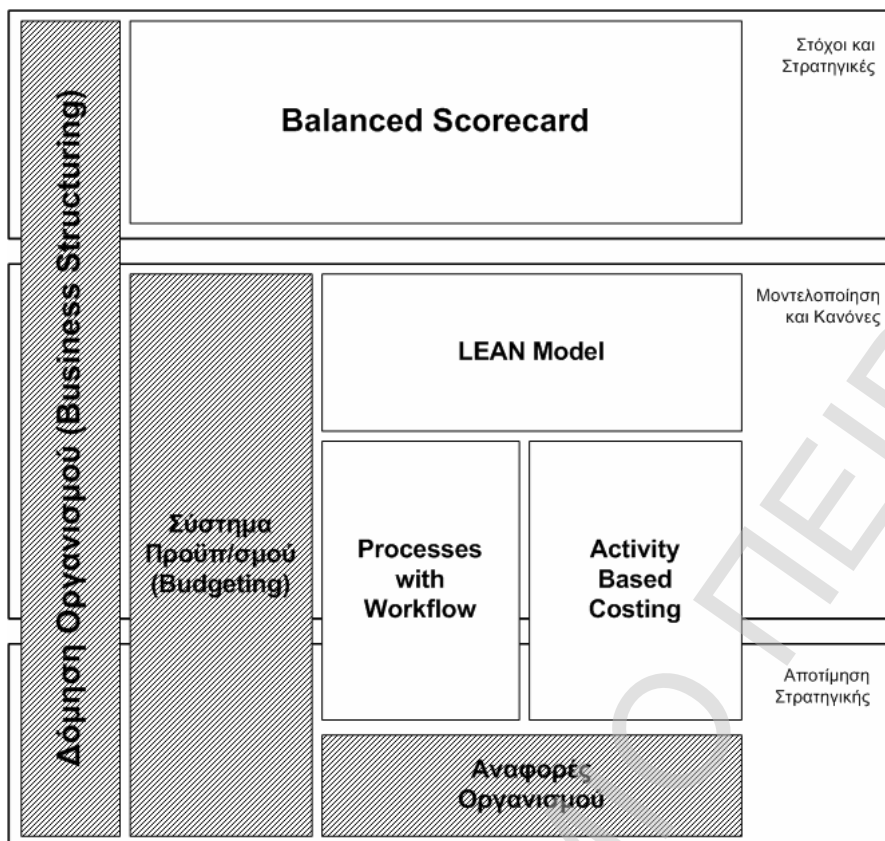 Δόμηση Οργανισμού (Business Structuring)
Balanced Scorecard
Στόχοι και
Στρατηγικές
Μοντελοποίηση
και Κανόνες
LEAN Model
Σύστημα
Προϋπ/σμού
(Budgeting)
Processes
with
Workflow
Activity
Based
Costing
Αποτίμηση
Στρατηγικής
Αναφορές
Οργανισμού